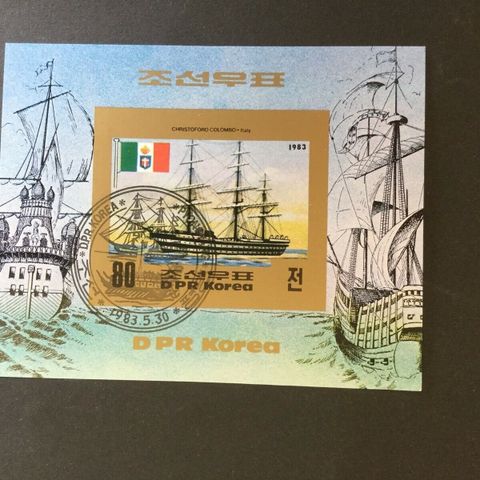 조선우표
CHRISTOFORO COLOMBO • Italy
1983
80 조선우표 전
DPR Korea
DPR KOREA
1983.5.30
DPR Korea